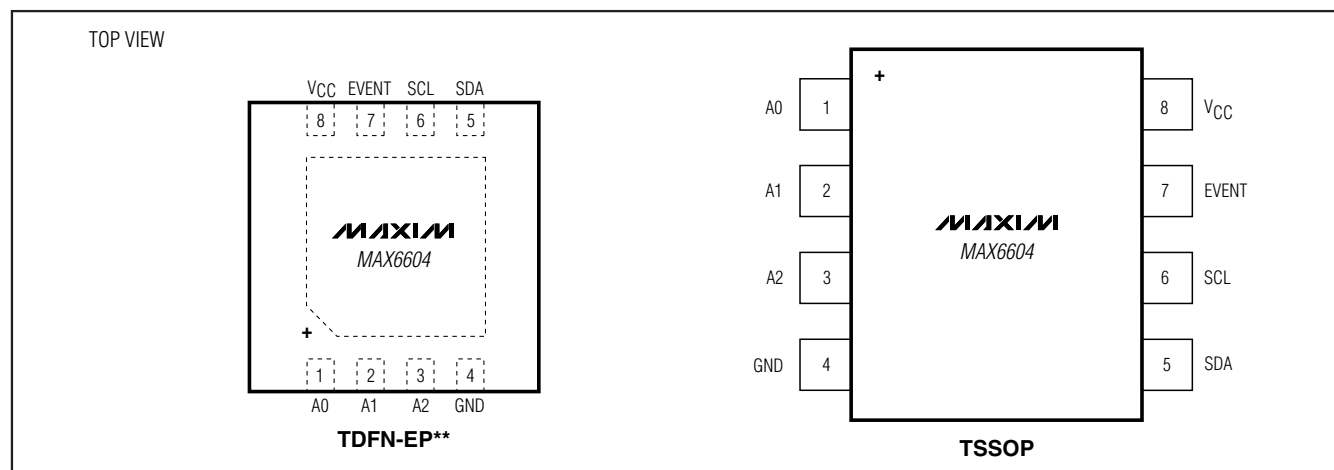 TOP VIEW
VCC EVENT SCL SDA
8 7 6 5
MAXIM
MAX6604
+
1 2 3 4
A0 A1 A2 GND
TDFN-EP**
+
A0 1 8 VCC
A1 2 7 EVENT
MAXIM
MAX6604
A2 3 6 SCL
GND 4 5 SDA
TSSOP